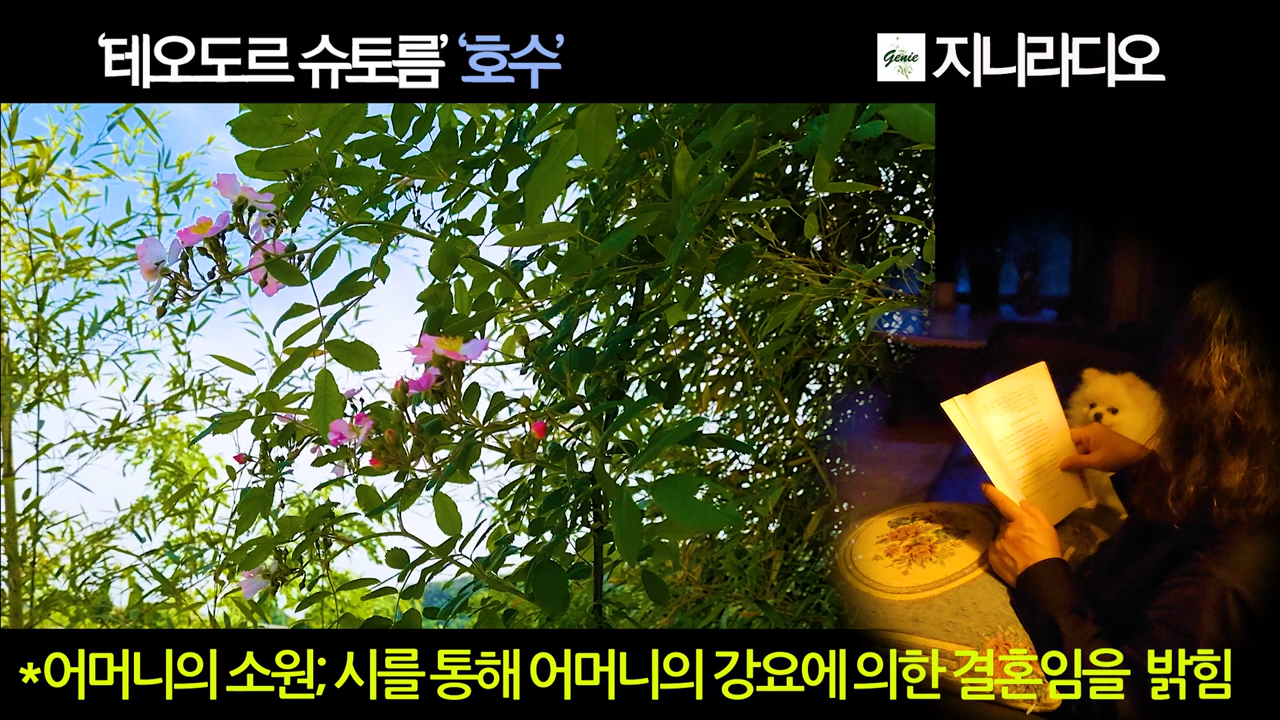 ‘테오도르 슈토름’ ‘호수’
Genie 지니라디오
*어머니의 소원; 시를 통해 어머니의 강요에 의한 결혼임을 밝힘